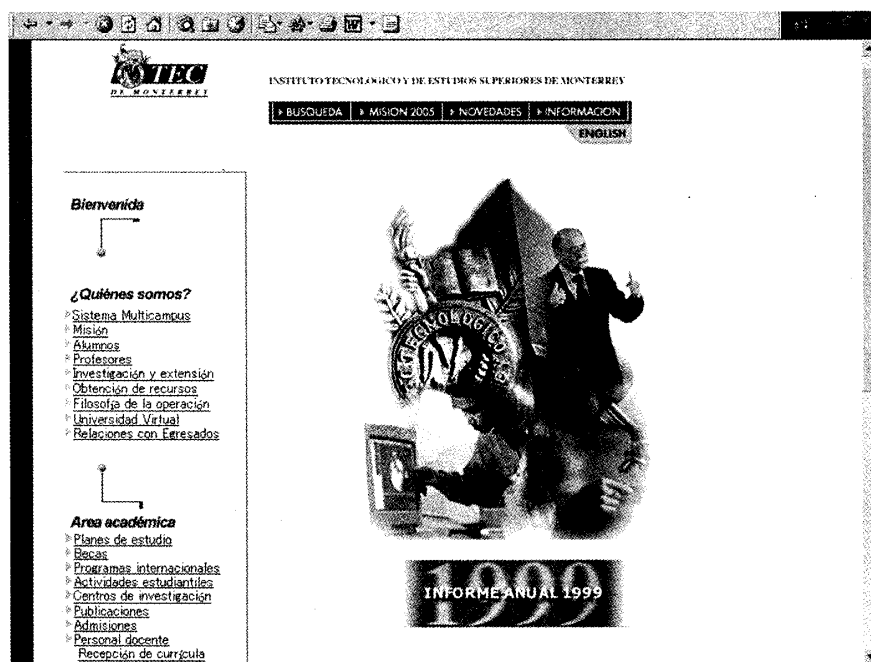 TEC
DE MONTERREY
INSTITUTO TECNOLOGICO Y DE ESTUDIOS SUPERIORES DE MONTERREY
BUSQUEDA
MISION 2005
NOVEDADES
INFORMACION
ENGLISH
Bienvenida
¿Quiénes somos?
Sistema Multicampus
Misión
Alumnos
Profesores
Investigación y extensión
Obtención de recursos
Filosofía de la operación
Universidad Virtual
Relaciones con Egresados
Area académica
Planes de estudio
Becas
Programas internacionales
Actividades estudiantiles
Centros de investigación
Publicaciones
Admisiones
Personal docente
Recepción de currícula
1999
INFORME ANUAL 1999